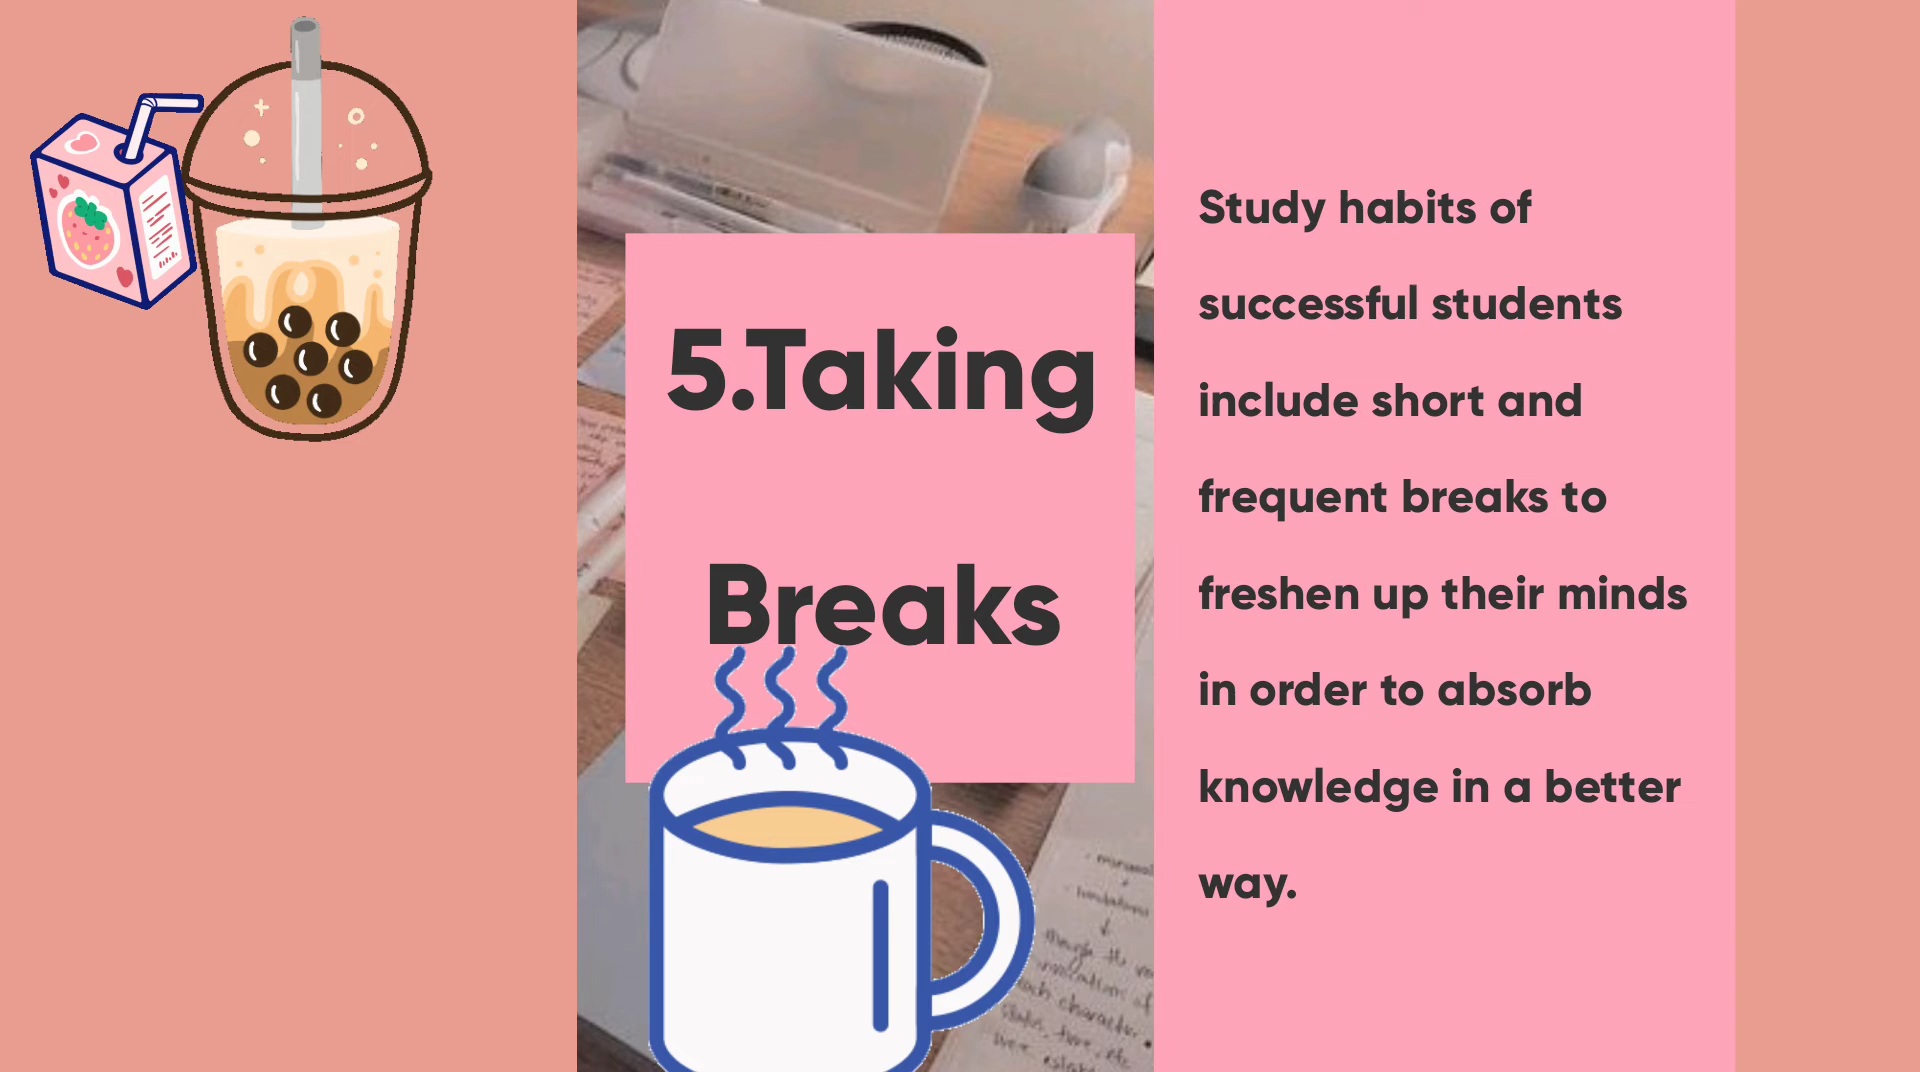 5.Taking
Breaks
Study habits of
successful students
include short and
frequent breaks to
freshen up their minds
in order to absorb
knowledge in a better
way.